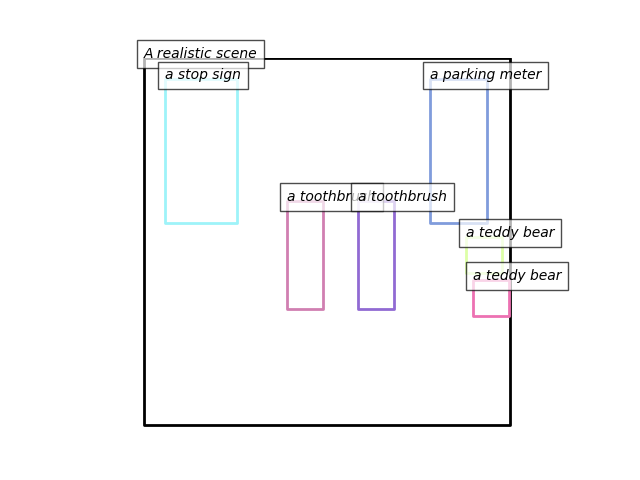 A realistic scene
a stop sign
a parking meter
a toothbrush
a toothbrush
a teddy bear
a teddy bear